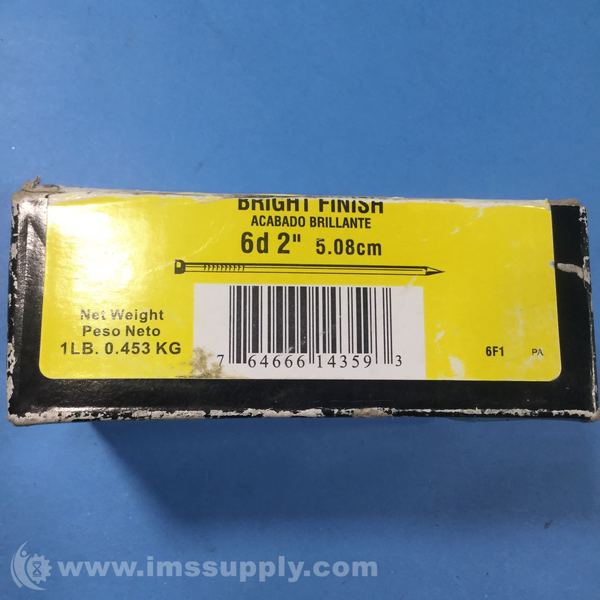 BRIGHT FINISH
ACABADO BRILLANTE
6d 2" 5.08cm
Net Weight
Peso Neto
1LB. 0.453 KG
7 64666 14359 3
6F1 PA
www.imssupply.com